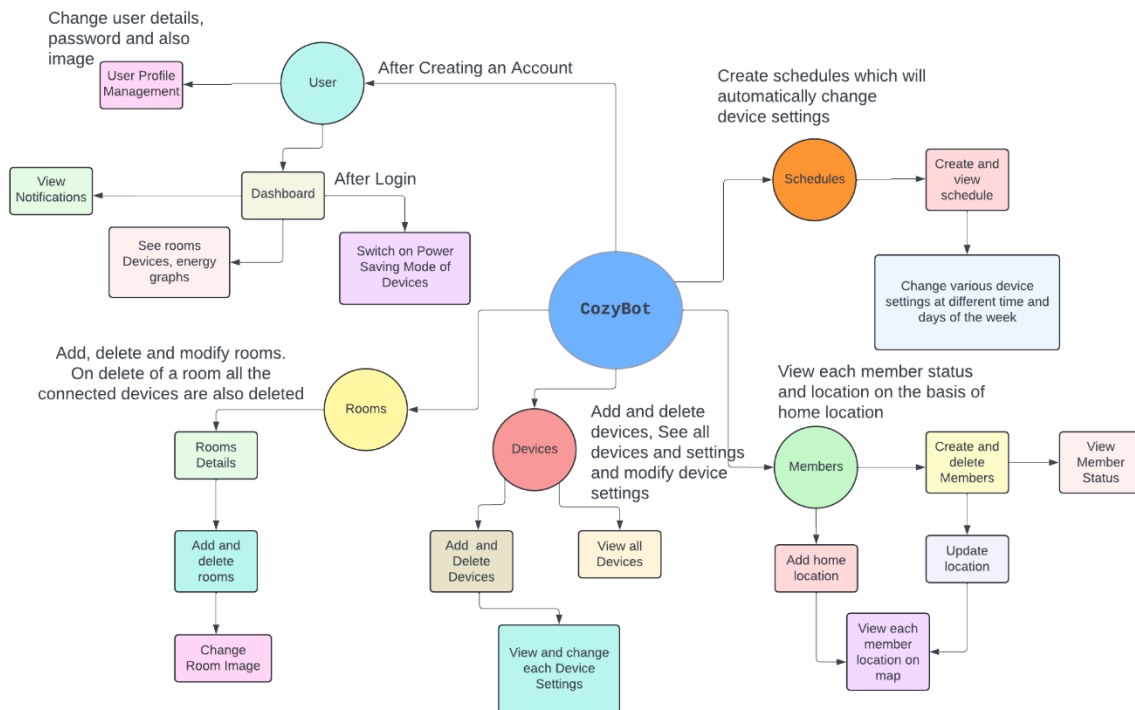 Change user details,
password and also
image
User Profile
Management
User
After Creating an Account
View
Notifications
Dashboard
After Login
See rooms
Devices, energy
graphs
Switch on Power
Saving Mode of
Devices
Create schedules which will
automatically change
device settings
Schedules
Create and
view
schedule
Change various device
settings at different time and
days of the week
CozyBot
Add, delete and modify rooms.
On delete of a room all the
connected devices are also deleted
Rooms
Rooms
Details
Add and
delete
rooms
Change
Room Image
Devices
Add and delete
devices, See all
devices and settings
and modify device
settings
Add and
Delete
Devices
View all
Devices
View and change
each Device
Settings
View each member status
and location on the basis of
home location
Members
Create and
delete
Members
View
Member
Status
Add home
location
Update
location
View each
member
location on
map